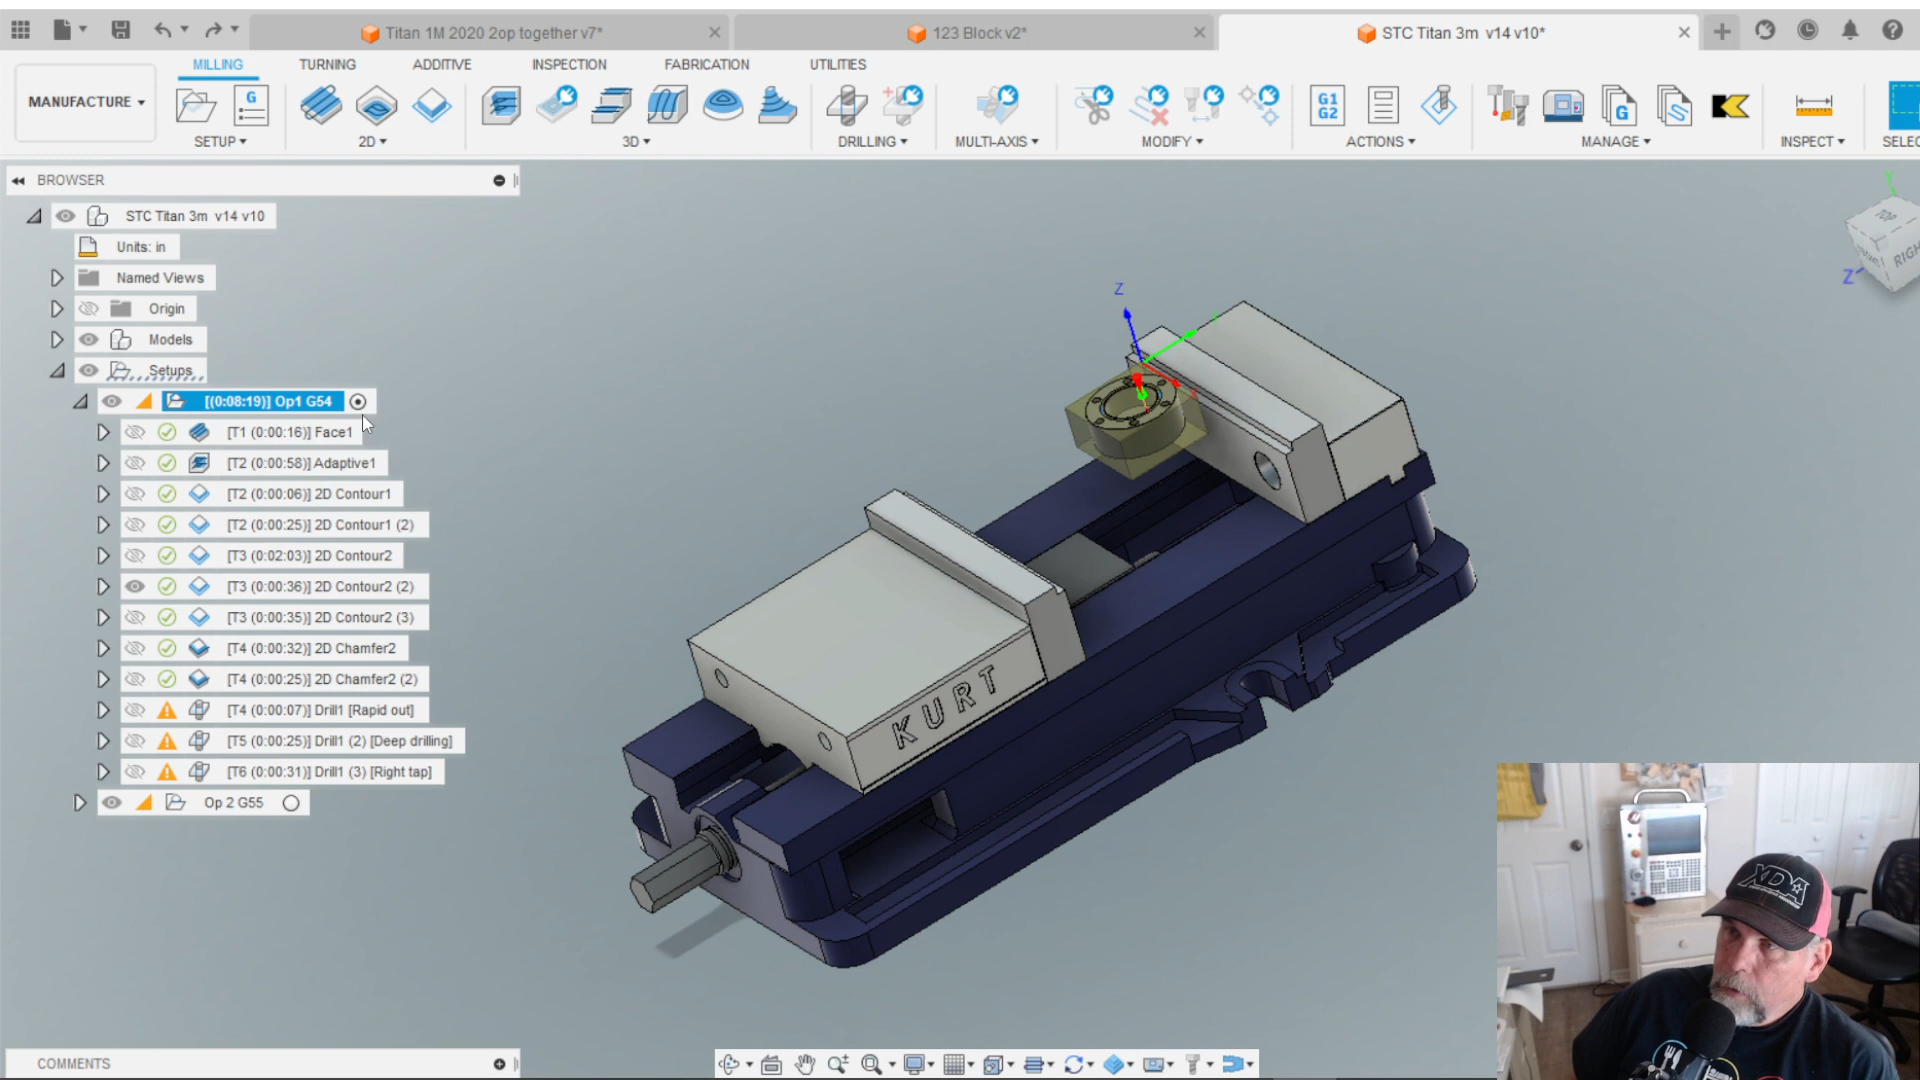 Titan 1M 2020 2op together v7*
123 Block v2*
STC Titan 3m v14 v10*
MANUFACTURE
MILLING
TURNING
ADDITIVE
INSPECTION
FABRICATION
UTILITIES
G
G1
G2
G
SETUP
2D
3D
DRILLING
MULTI-AXIS
MODIFY
ACTIONS
MANAGE
INSPECT
SELEC
BROWSER
STC Titan 3m v14 v10
Units: in
Named Views
Origin
Models
Setups
[(0:08:19)] Op1 G54
[T1 (0:00:16)] Face1
[T2 (0:00:58)] Adaptive1
[T2 (0:00:06)] 2D Contour1
[T2 (0:00:25)] 2D Contour1 (2)
[T3 (0:02:03)] 2D Contour2
[T3 (0:00:36)] 2D Contour2 (2)
[T3 (0:00:35)] 2D Contour2 (3)
[T4 (0:00:32)] 2D Chamfer2
[T4 (0:00:25)] 2D Chamfer2 (2)
[T4 (0:00:07)] Drill1 [Rapid out]
[T5 (0:00:25)] Drill1 (2) [Deep drilling]
[T6 (0:00:31)] Drill1 (3) [Right tap]
Op 2 G55
Z
X
KURT
Y
TOP
RIGH
Z
XDA
COMMENTS